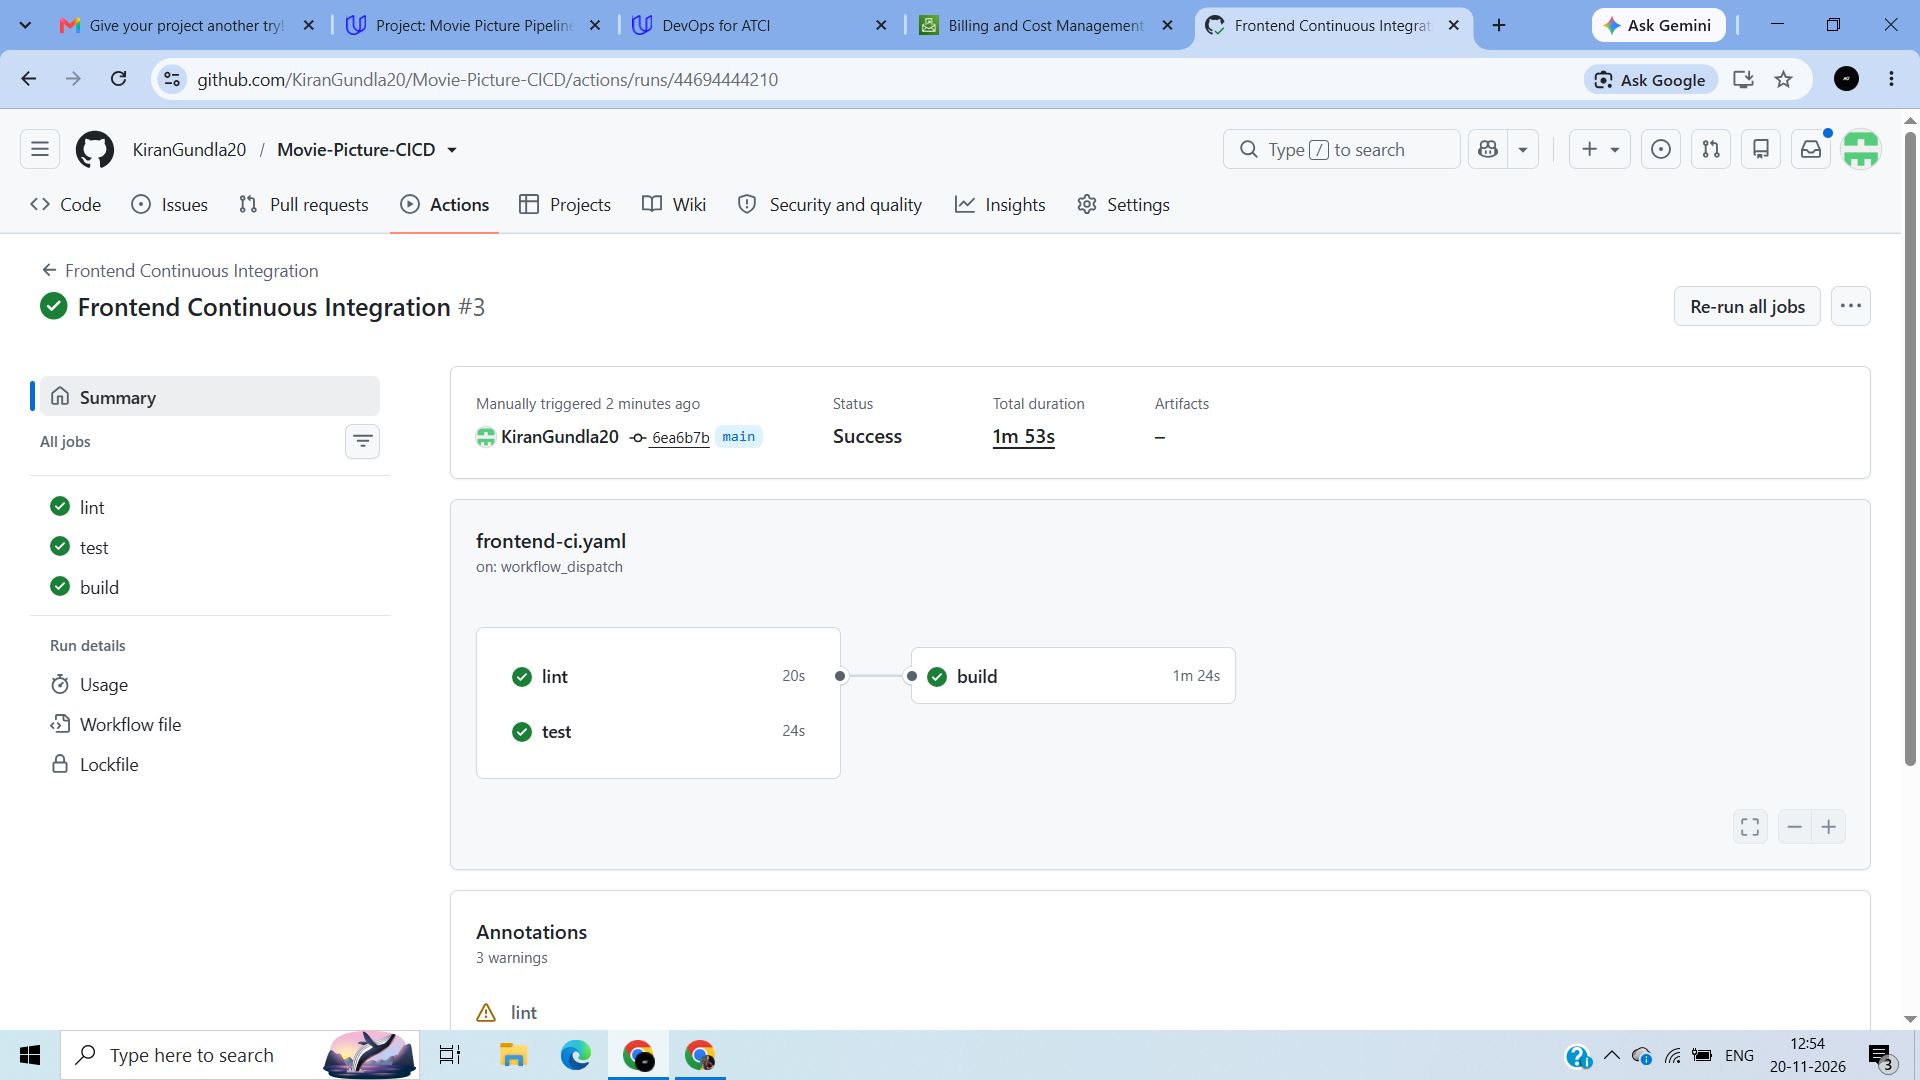 Give your project another try!
Project: Movie Picture Pipeline
DevOps for ATCI
Billing and Cost Management
Frontend Continuous Integrat
Ask Gemini
github.com/KiranGundla20/Movie-Picture-CICD/actions/runs/44694444210
Ask Google
KiranGundla20 / Movie-Picture-CICD
Type / to search
Code
Issues
Pull requests
Actions
Projects
Wiki
Security and quality
Insights
Settings
Frontend Continuous Integration
Frontend Continuous Integration #3
Re-run all jobs
Summary
All jobs
lint
test
build
Run details
Usage
Workflow file
Lockfile
Manually triggered 2 minutes ago
KiranGundla20 6ea6b7b main
Status
Success
Total duration
1m 53s
Artifacts
–
frontend-ci.yaml
on: workflow_dispatch
lint 20s
test 24s
build 1m 24s
Annotations
3 warnings
lint
Type here to search
ENG
12:54
20-11-2026
3